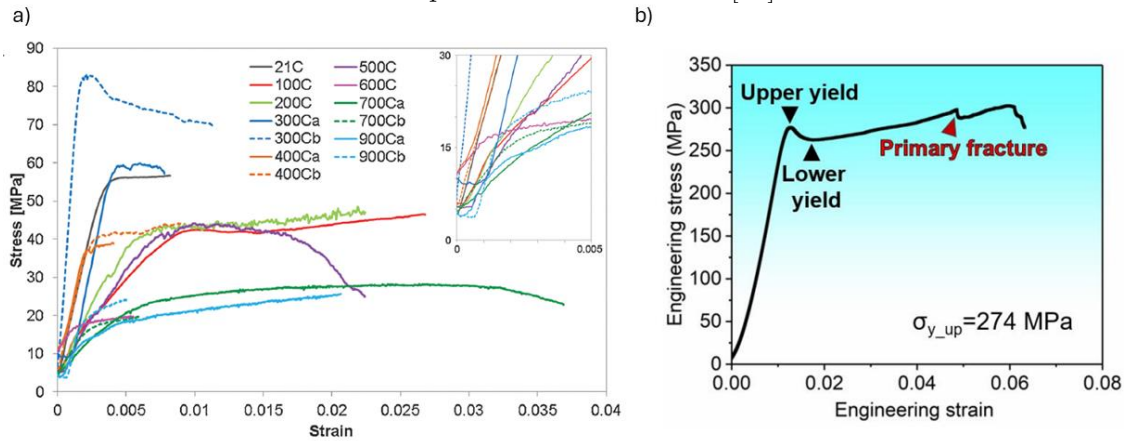 a)
b)
90
80
70
60
50
40
30
20
10
0
Stress [MPa]
21C
100C
200C
300Ca
300Cb
400Ca
400Cb
500C
600C
700Ca
700Cb
900Ca
900Cb
30
15
0
0
0.005
0
0.005
0.01
0.015
0.02
0.025
0.03
0.035
0.04
Strain
350
300
250
200
150
100
50
0
Engineering stress (MPa)
Upper yield
Lower
yield
Primary fracture
σy_up=274 MPa
0.00
0.02
0.04
0.06
0.08
Engineering strain